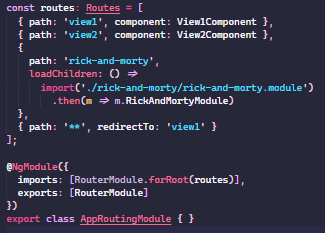 const routes: Routes = [
  { path: 'view1', component: View1Component },
  { path: 'view2', component: View2Component },
  {
    path: 'rick-and-morty',
    loadChildren: () =>
      import('./rick-and-morty/rick-and-morty.module')
        .then(m => m.RickAndMortyModule)
  },
  { path: '**', redirectTo: 'view1' }
];

@NgModule({
  imports: [RouterModule.forRoot(routes)],
  exports: [RouterModule]
})
export class AppRoutingModule { }